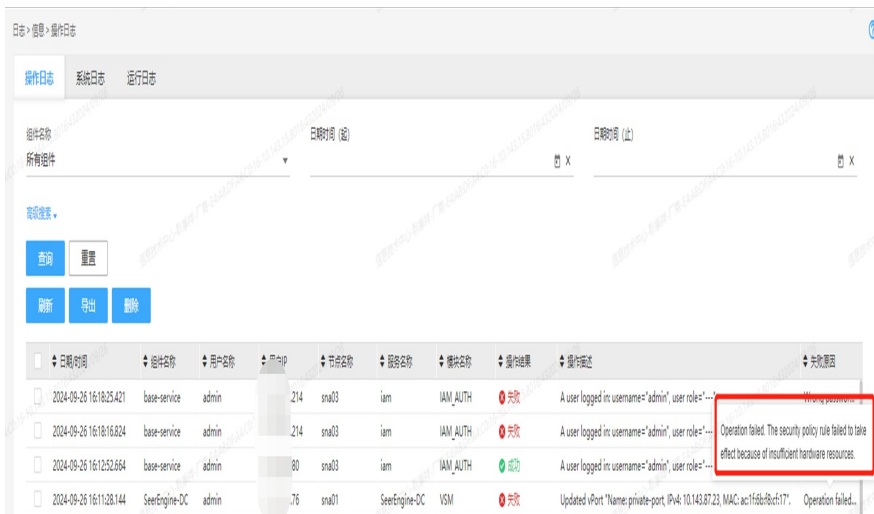 日志 > 信息 > 操作日志
操作日志 系统日志 运行日志
组件名称 日期时间（起） 日期时间（止）
所有组件
高级搜索
查询 重置
刷新 导出 删除
日期/时间 组件名称 用户名称 用户IP 节点名称 服务名称 模块名称 操作结果 操作描述 失败原因
2024-09-26 16:18:25.421 base-service admin .214 sna03 iam IAM_AUTH 失败 A user logged in: username="admin", user role="---" Wrong passwor...
2024-09-26 16:18:16.824 base-service admin .214 sna03 iam IAM_AUTH 失败 A user logged in: username="admin", user role="---
Operation failed. The security policy rule failed to take
effect because of insufficient hardware resources.
2024-09-26 16:12:52.664 base-service admin 80 sna03 iam IAM_AUTH 成功 A user logged in: username="admin", user role="---
2024-09-26 16:11:28.144 SeerEngine-DC admin .76 sna01 SeerEngine-DC VSM 失败 Updated vPort "Name: private-port, IPv4: 10.143.87.23, MAC: ac1f:6bf8:cf:17". Operation failed...